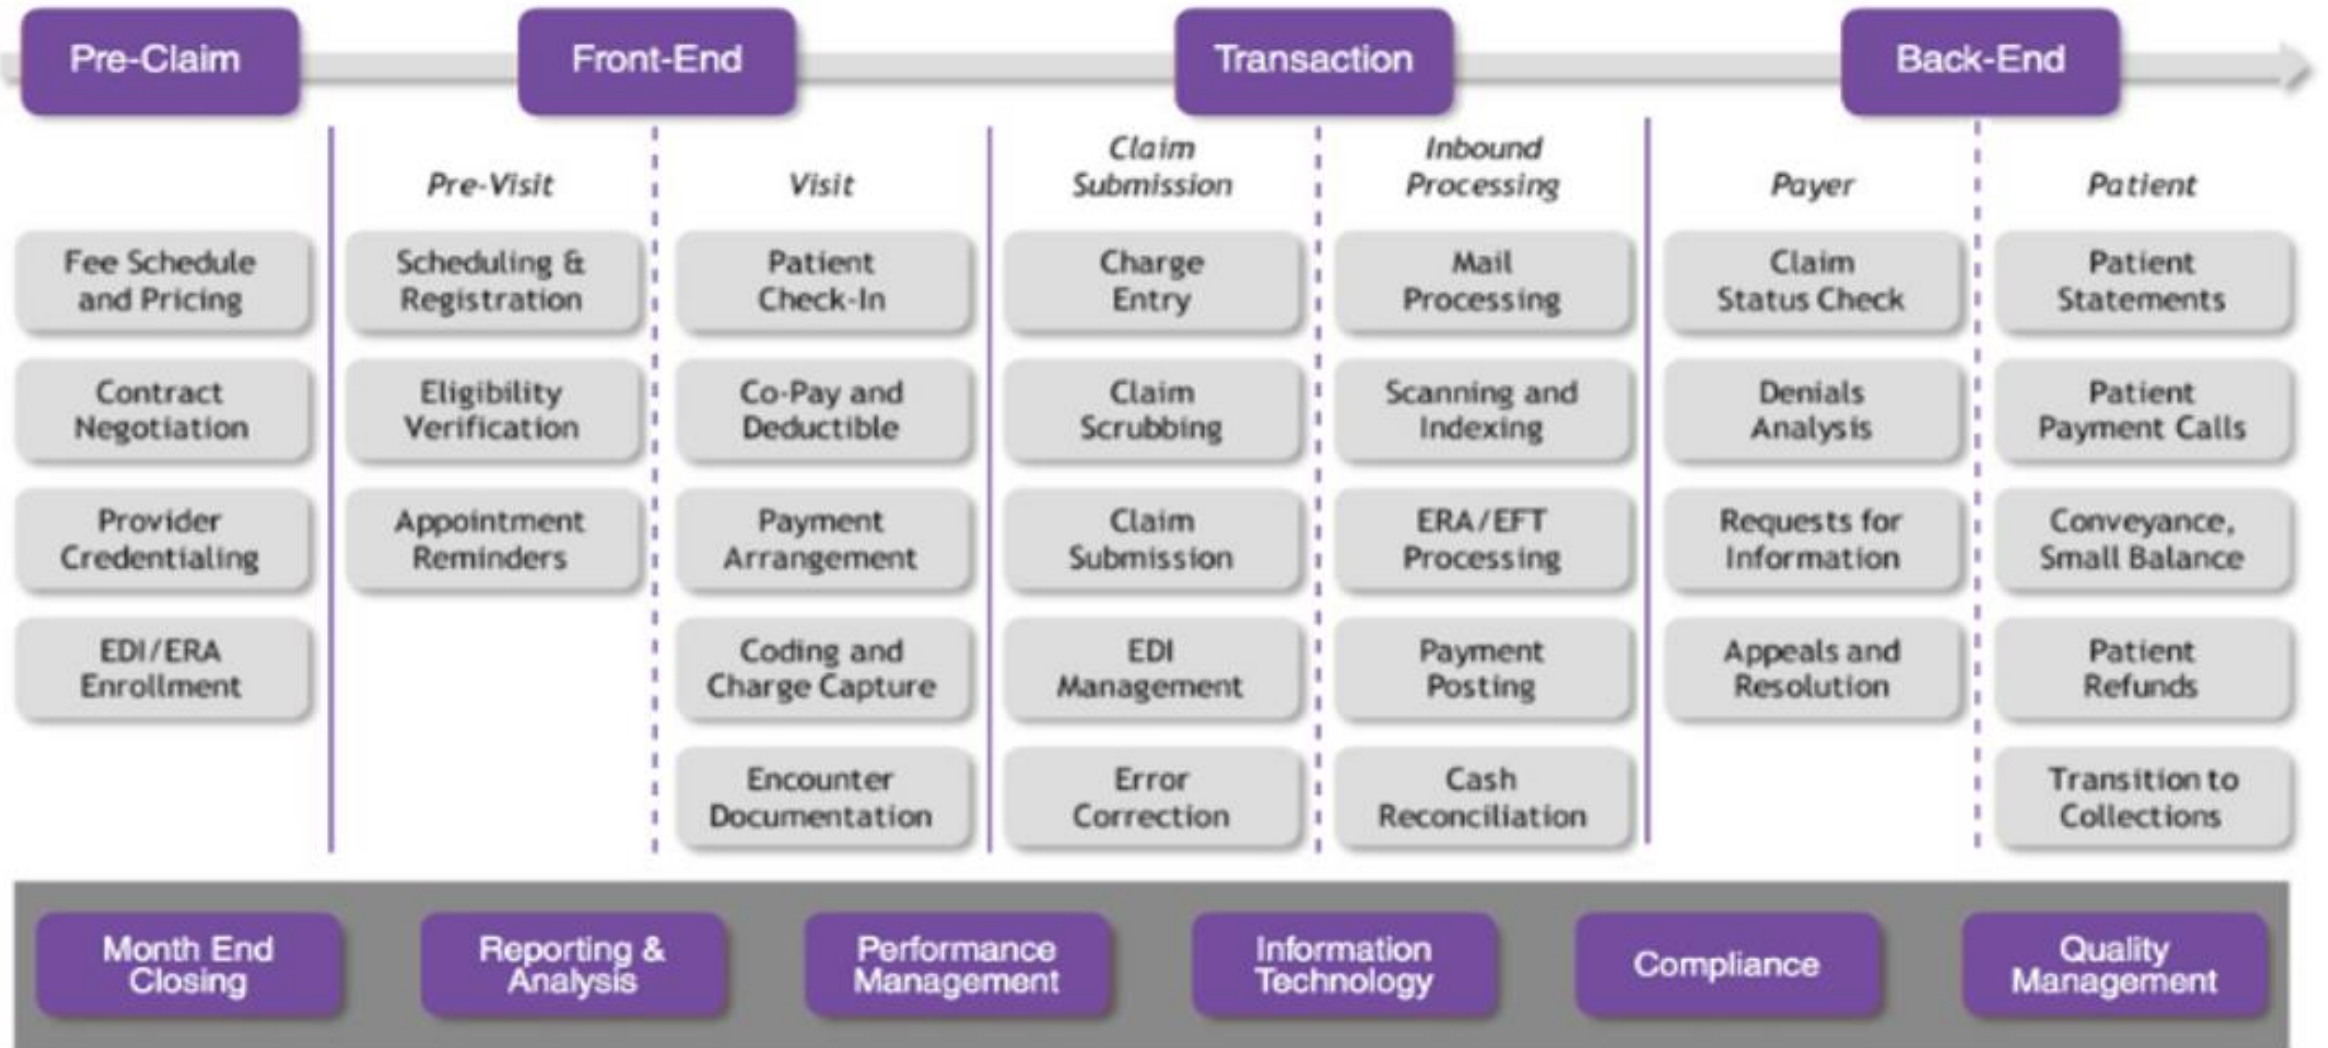 Pre-Claim
Front-End
Transaction
Back-End
Fee Schedule
and Pricing
Contract
Negotiation
Provider
Credentialing
EDI/ERA
Enrollment
Pre-Visit
Scheduling &
Registration
Eligibility
Verification
Appointment
Reminders
Visit
Patient
Check-In
Co-Pay and
Deductible
Payment
Arrangement
Coding and
Charge Capture
Encounter
Documentation
Claim
Submission
Charge
Entry
Claim
Scrubbing
Claim
Submission
EDI
Management
Error
Correction
Inbound
Processing
Mail
Processing
Scanning and
Indexing
ERA/EFT
Processing
Payment
Posting
Cash
Reconciliation
Payer
Claim
Status Check
Denials
Analysis
Requests for
Information
Appeals and
Resolution
Patient
Patient
Statements
Patient
Payment Calls
Conveyance,
Small Balance
Patient
Refunds
Transition to
Collections
Month End
Closing
Reporting &
Analysis
Performance
Management
Information
Technology
Compliance
Quality
Management